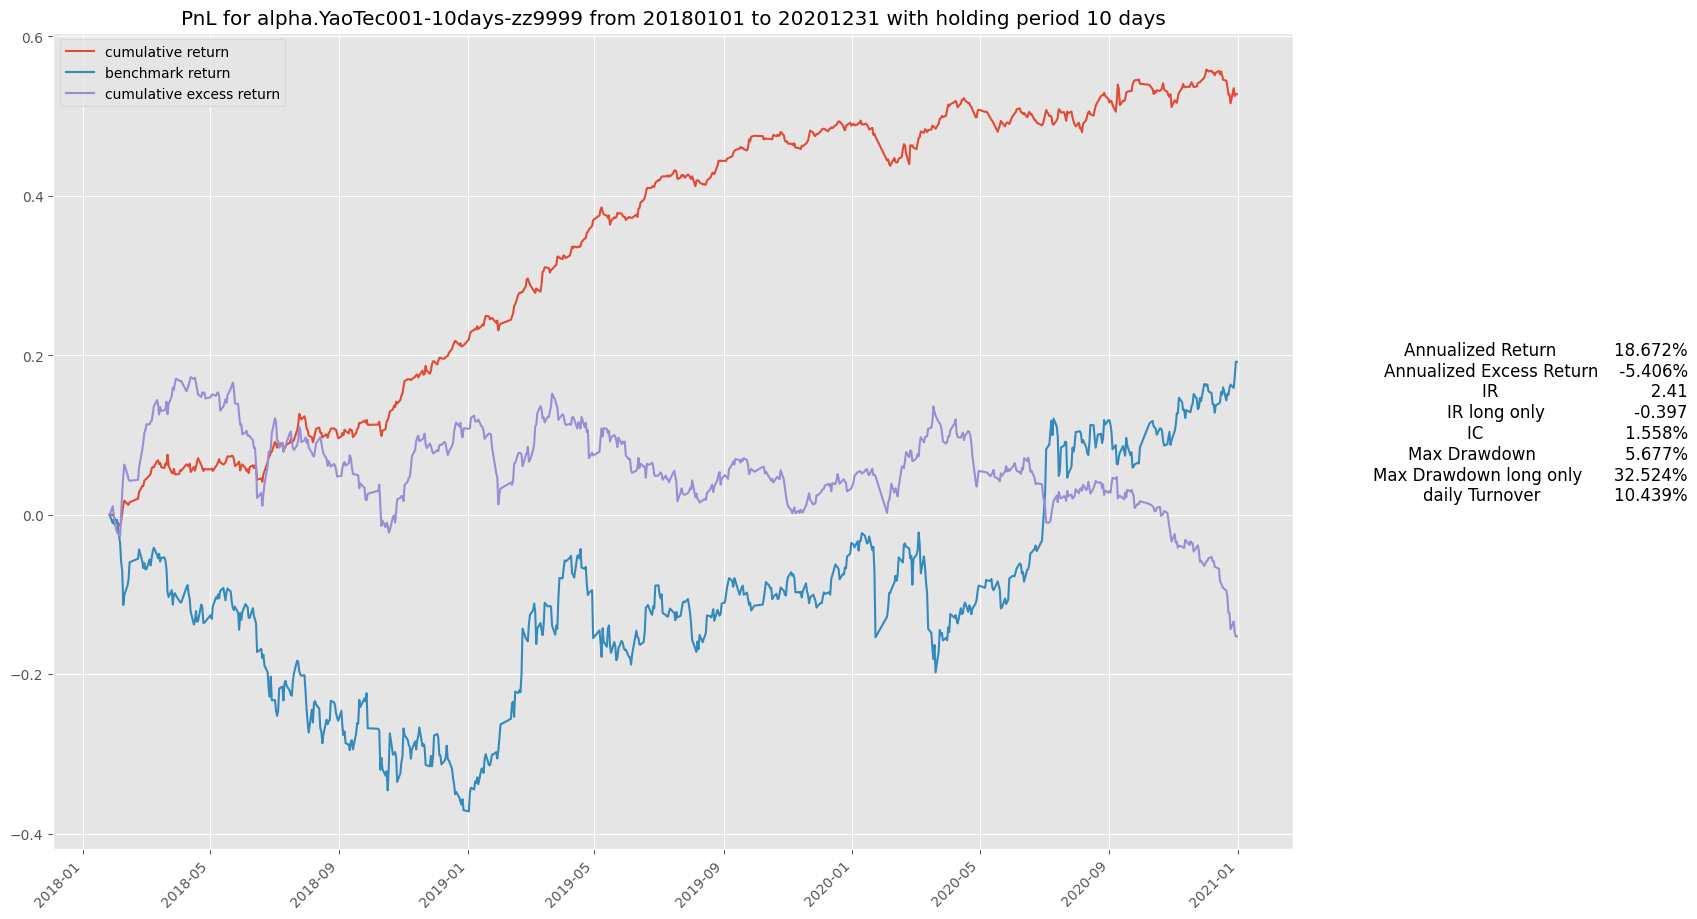 PnL for alpha.YaoTec001-10days-zz9999 from 20180101 to 20201231 with holding period 10 days
cumulative return
benchmark return
cumulative excess return
0.6
0.4
0.2
0.0
−0.2
−0.4
2018-01
2018-05
2018-09
2019-01
2019-05
2019-09
2020-01
2020-05
2020-09
2021-01
Annualized Return 18.672%
Annualized Excess Return -5.406%
IR 2.41
IR long only -0.397
IC 1.558%
Max Drawdown 5.677%
Max Drawdown long only 32.524%
daily Turnover 10.439%